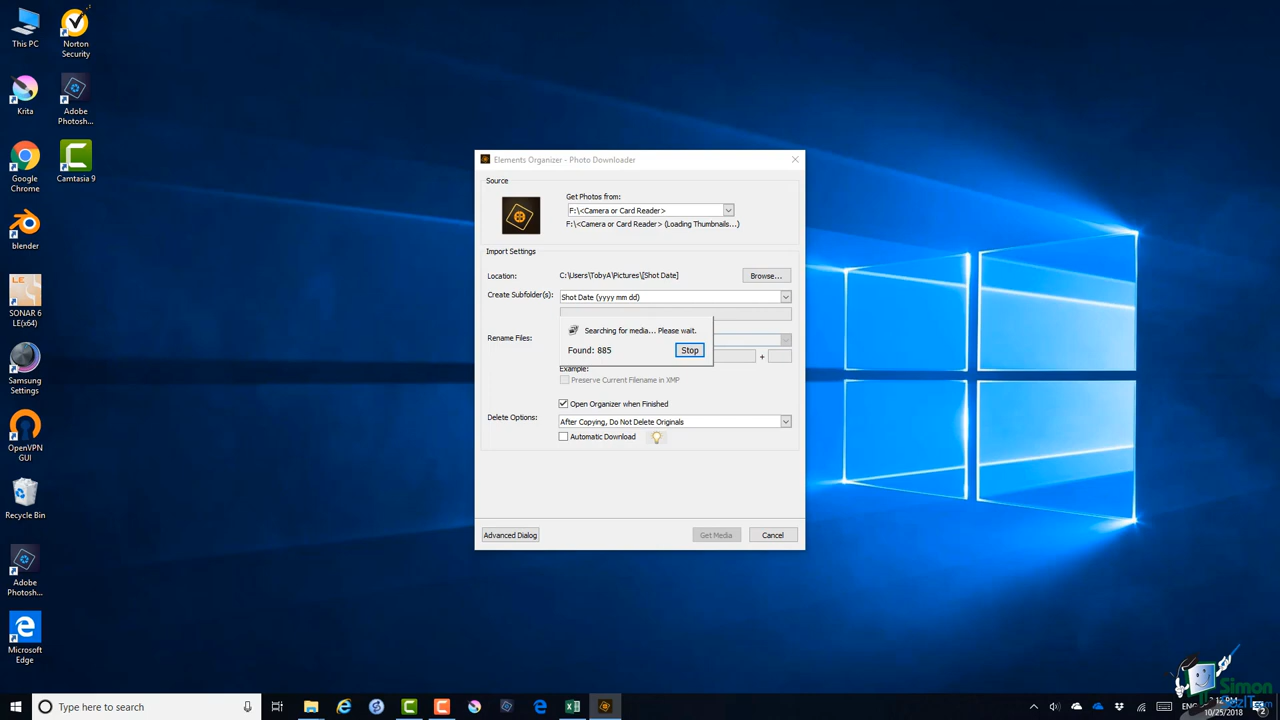 This PC
Norton
Security
Krita
Adobe
Photosh...
Google
Chrome
Camtasia 9
blender
SONAR 6
LE(x64)
Samsung
Settings
OpenVPN
GUI
Recycle Bin
Adobe
Photosh...
Microsoft
Edge
Elements Organizer - Photo Downloader
Source
Get Photos from:
F:\<Camera or Card Reader>
F:\<Camera or Card Reader> (Loading Thumbnails...)
Import Settings
Location:
C:\Users\TobyA\Pictures\[Shot Date]
Browse...
Create Subfolder(s):
Shot Date (yyyy mm dd)
Rename Files:
Searching for media... Please wait.
Found: 885
Stop
+
Example:
Preserve Current Filename in XMP
Open Organizer when Finished
Delete Options:
After Copying, Do Not Delete Originals
Automatic Download
Advanced Dialog
Get Media
Cancel
Type here to search
ENG
10/25/2018
Simon